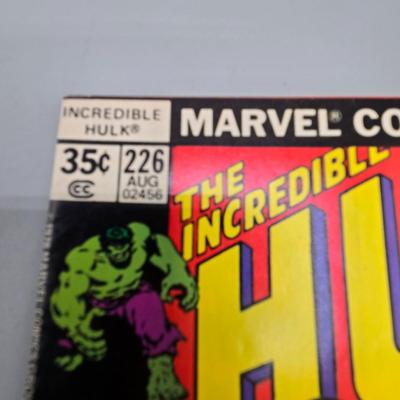 INCREDIBLE
HULK®
MARVEL® CO
35¢
226
CC
AUG
02456
THE
INCREDIBLE
HU